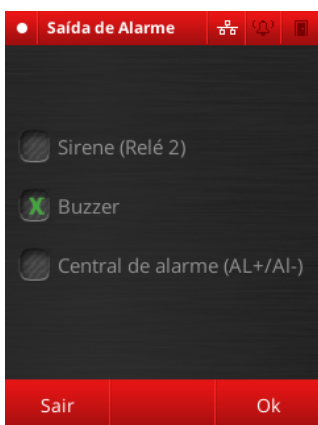 Saída de Alarme
Sirene (Relé 2)
X Buzzer
Central de alarme (AL+/Al-)
Sair Ok